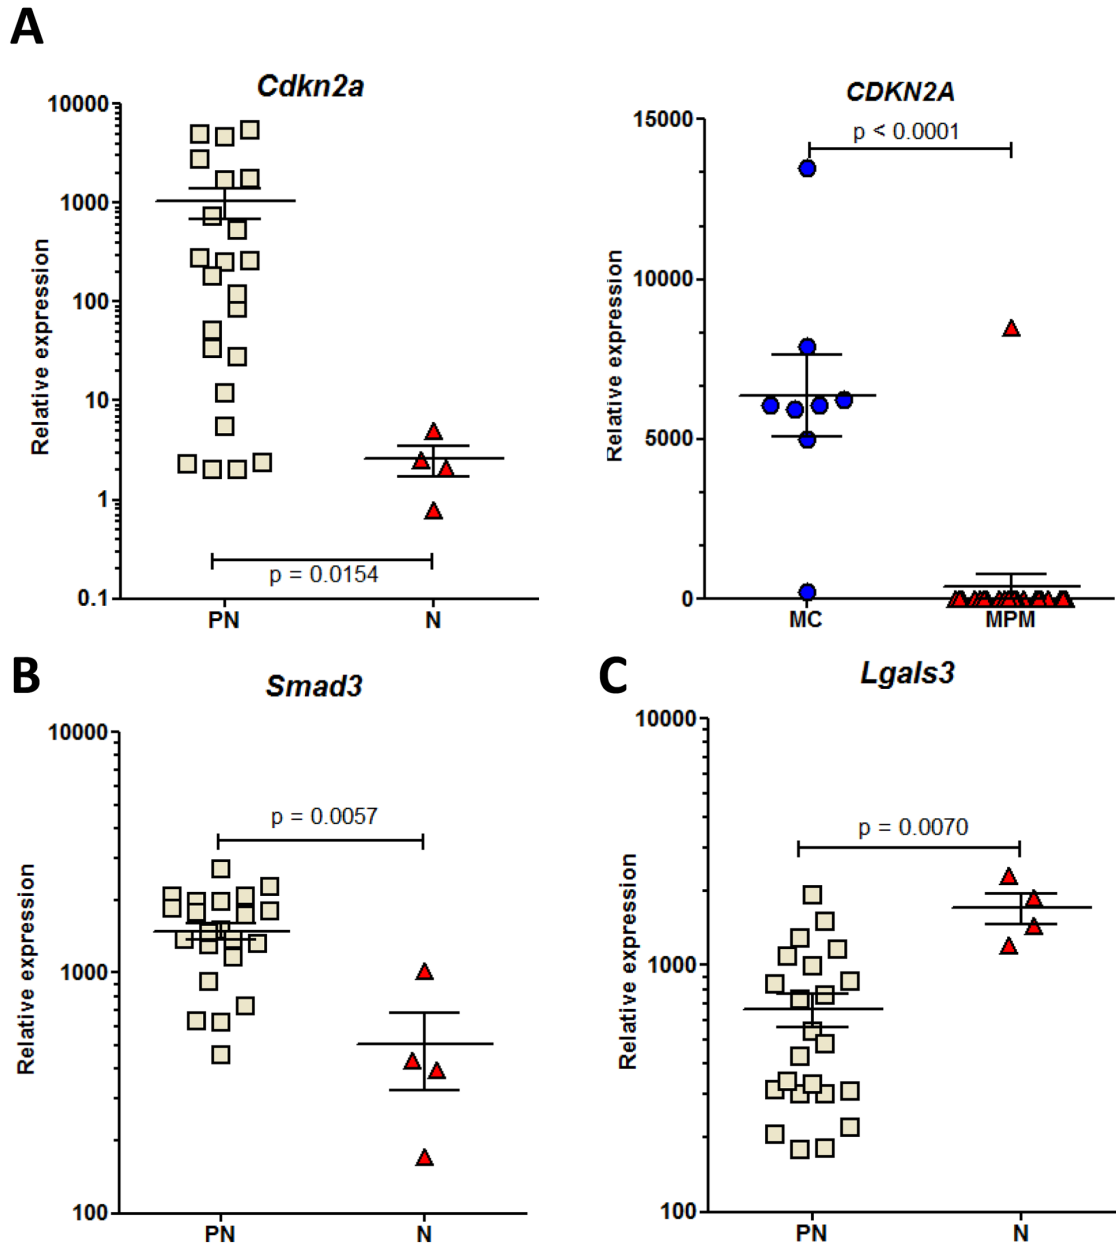 A
Cdkn2a
10000
1000
100
10
1
0.1
Relative expression
p = 0.0154
PN N
CDKN2A
15000
10000
5000
0
Relative expression
p < 0.0001
MC MPM
B
Smad3
10000
1000
100
Relative expression
p = 0.0057
PN N
C
Lgals3
10000
1000
100
Relative expression
p = 0.0070
PN N